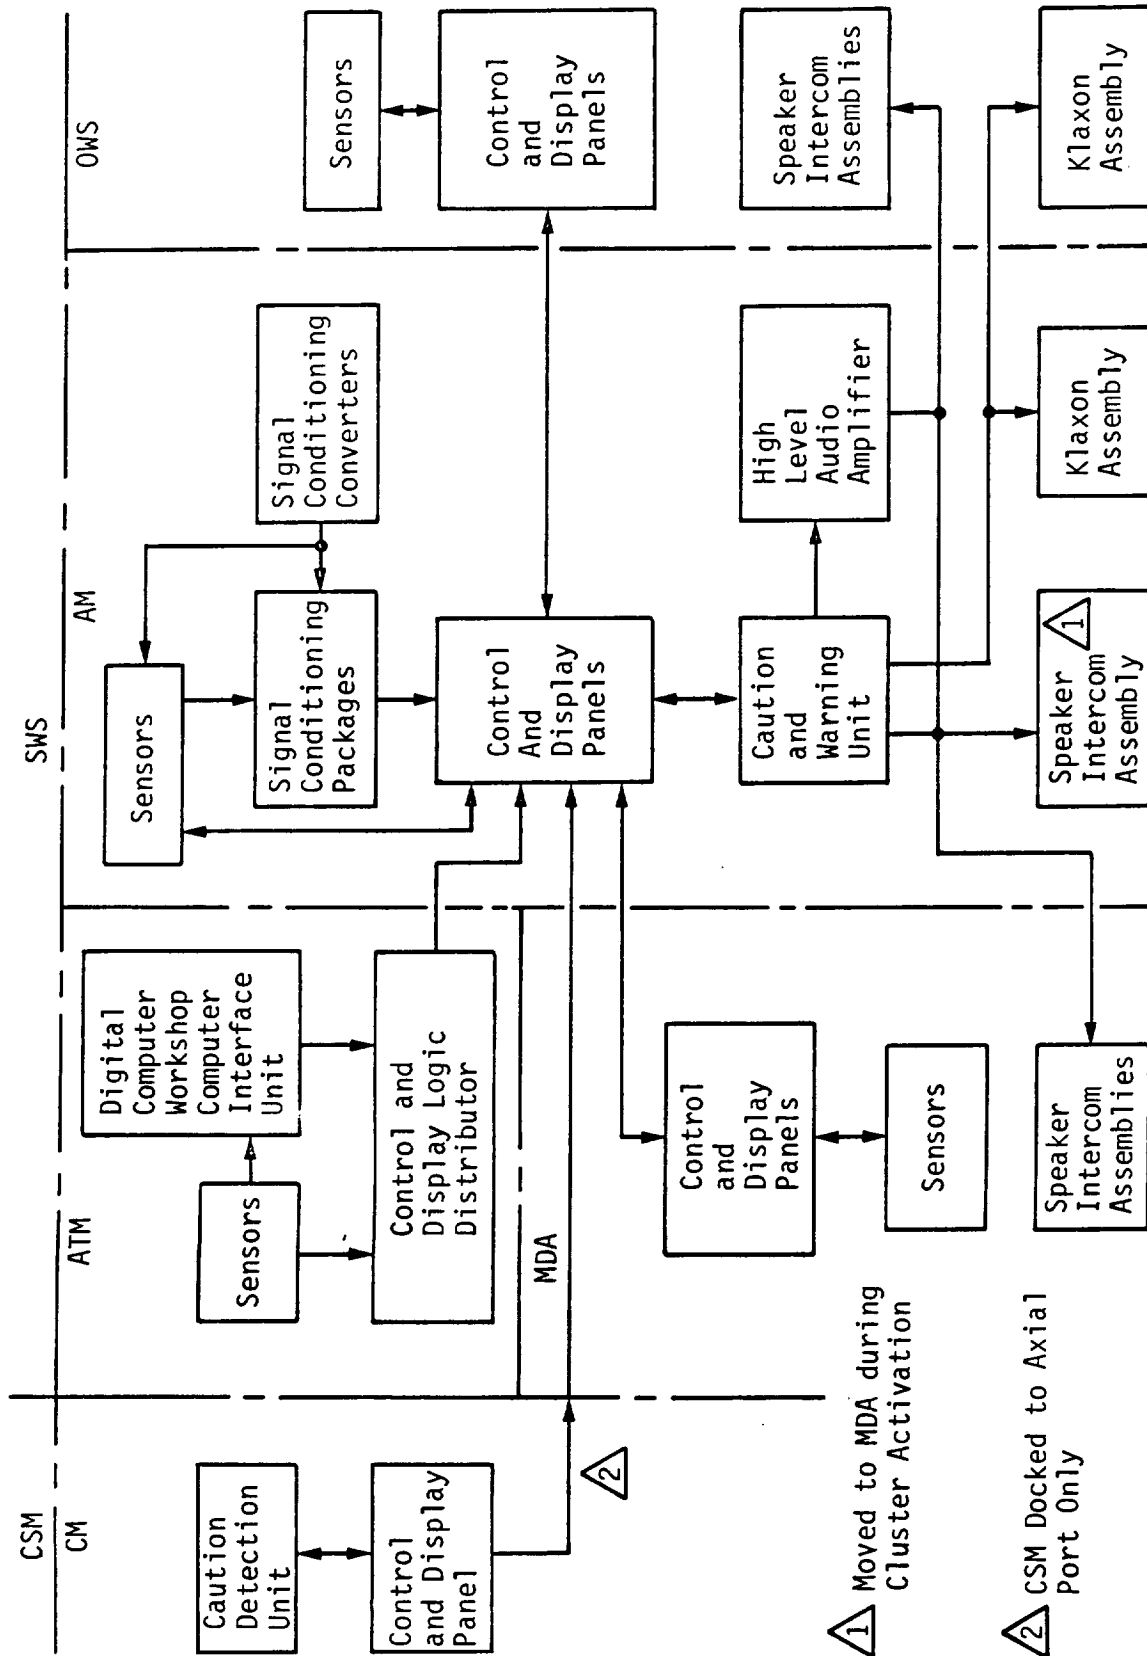 CSM
CM
SWS
ATM
AM
OWS
MDA
Caution
Detection
Unit
Control
and Display
Panel
2
Sensors
Digital
Computer
Workshop
Computer
Interface
Unit
Control and
Display Logic
Distributor
Control
and
Display
Panels
Sensors
Speaker
Intercom
Assemblies
Sensors
Signal
Conditioning
Converters
Signal
Conditioning
Packages
Control
And
Display
Panels
Caution
and
Warning
Unit
High
Level
Audio
Amplifier
Speaker
Intercom
Assembly
1
Klaxon
Assembly
Sensors
Control
and
Display
Panels
Speaker
Intercom
Assemblies
Klaxon
Assembly
1 Moved to MDA during
Cluster Activation
2 CSM Docked to Axial
Port Only